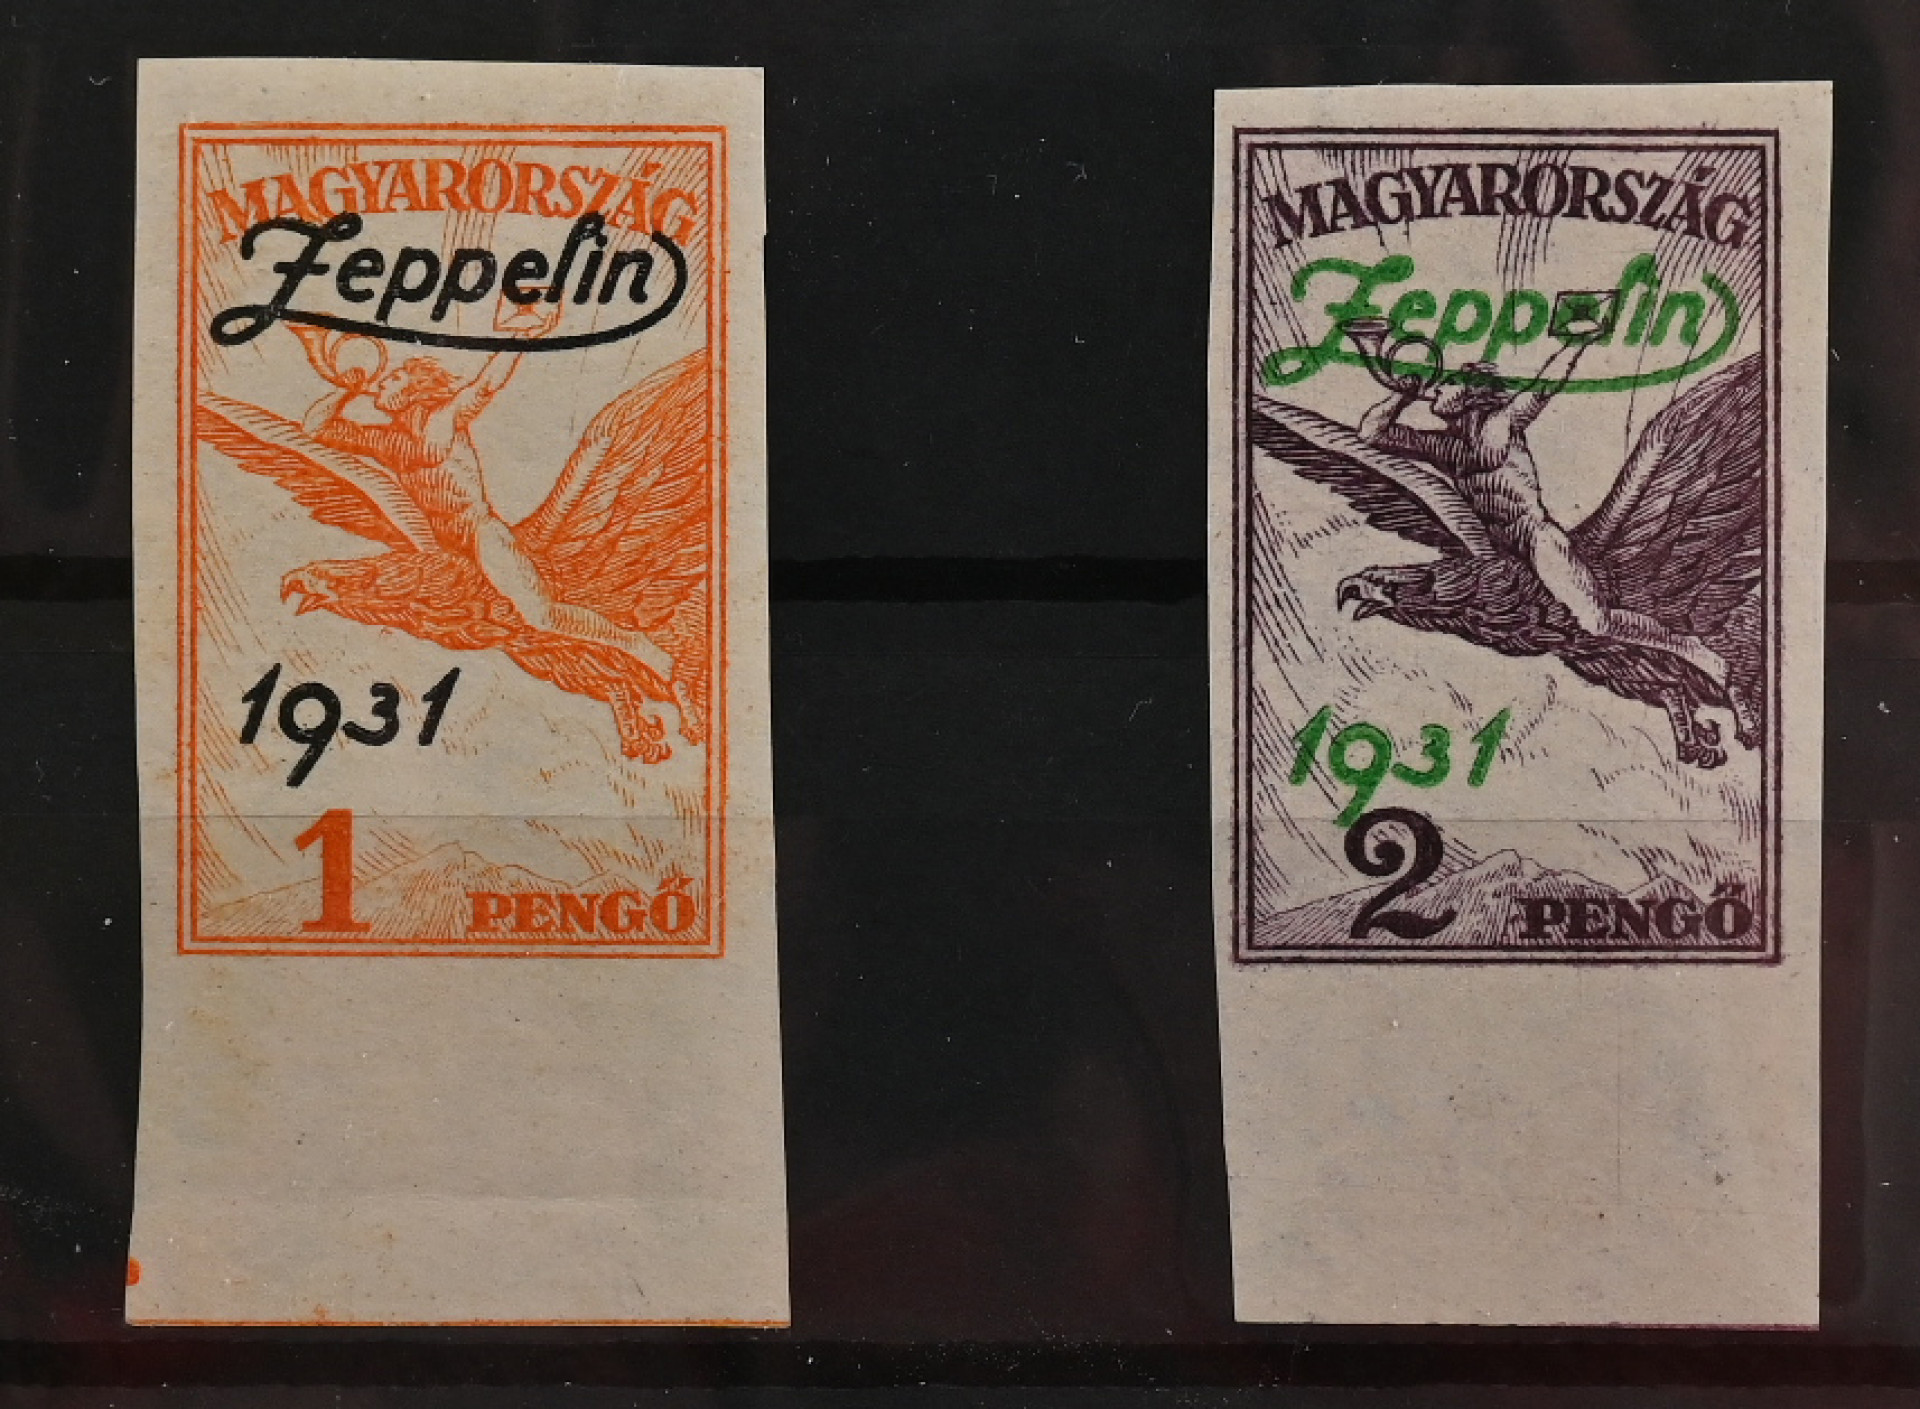 MAGYARORSZÁG
Zeppelin
1931
1 PENGŐ
MAGYARORSZÁG
Zeppelin
1931
2 PENGŐ